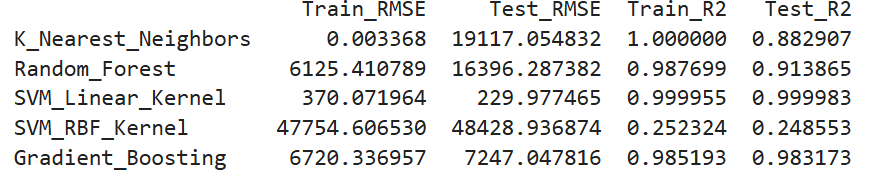 Train_RMSE Test_RMSE Train_R2 Test_R2
K_Nearest_Neighbors 0.003368 19117.054832 1.000000 0.882907
Random_Forest 6125.410789 16396.287382 0.987699 0.913865
SVM_Linear_Kernel 370.071964 229.977465 0.999955 0.999983
SVM_RBF_Kernel 47754.606530 48428.936874 0.252324 0.248553
Gradient_Boosting 6720.336957 7247.047816 0.985193 0.983173